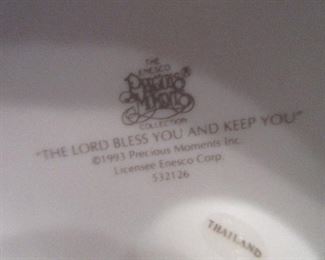 THE
ENESCO
PRECIOUS
MOMENTS®
COLLECTION
"THE LORD BLESS YOU AND KEEP YOU"
©1993 Precious Moments Inc.
Licensee Enesco Corp.
532126
THAILAND